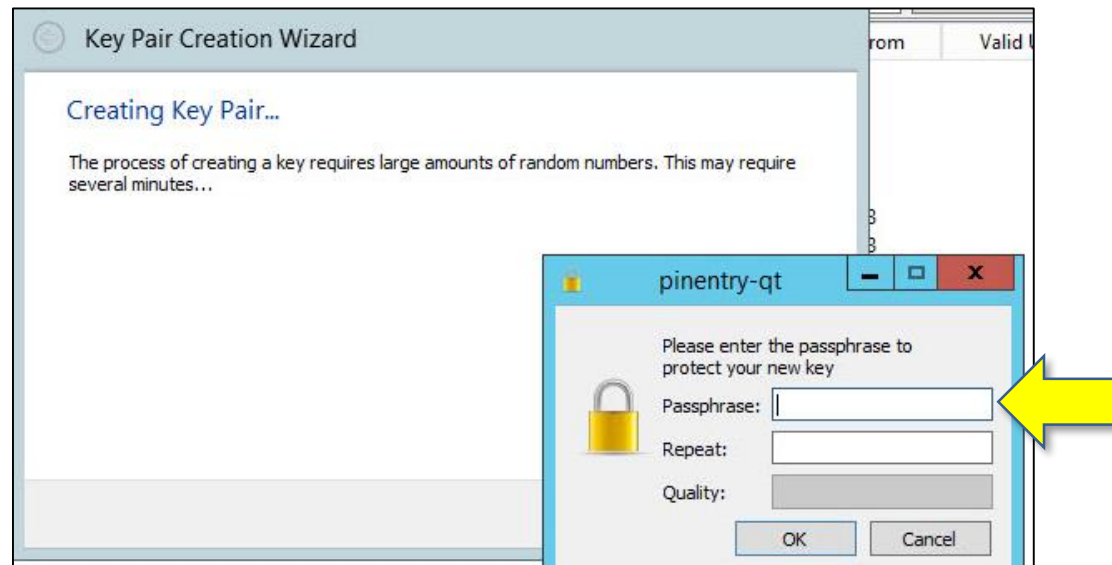 Key Pair Creation Wizard
rom Valid
Creating Key Pair...
The process of creating a key requires large amounts of random numbers. This may require
several minutes...
3
3
pinentry-qt
Please enter the passphrase to
protect your new key
Passphrase:
Repeat:
Quality:
OK Cancel